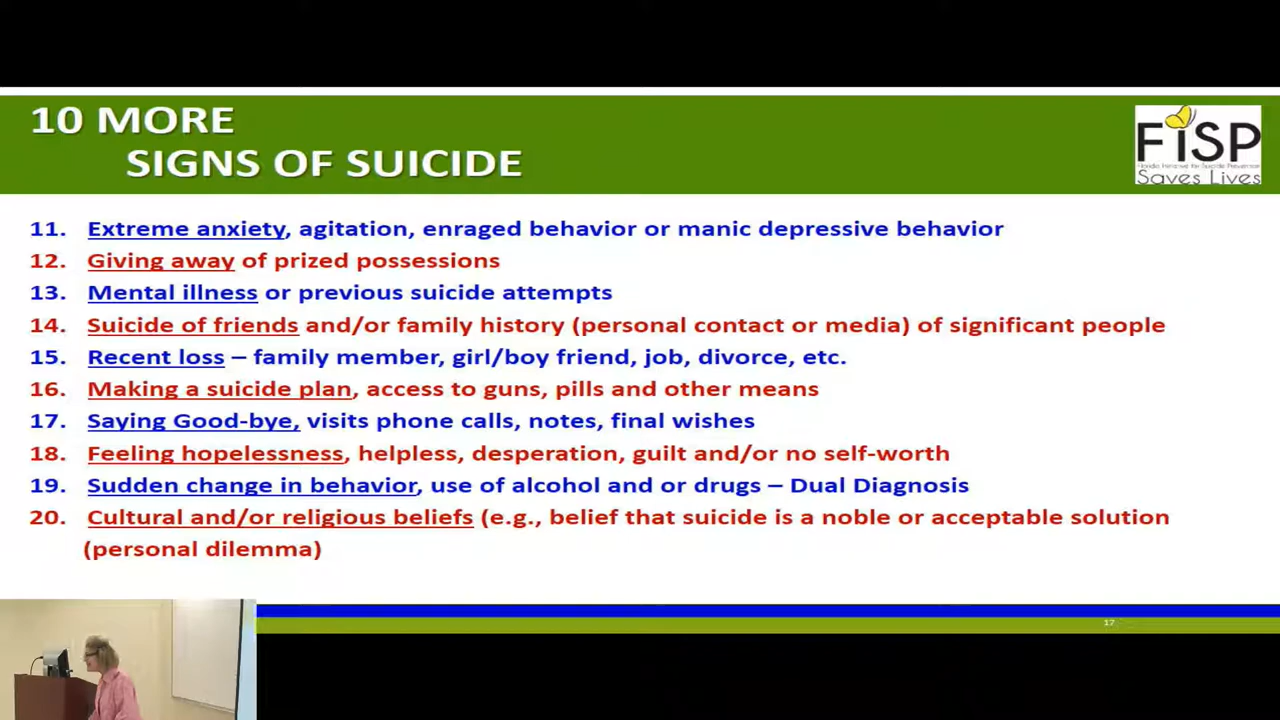 10 MORE
SIGNS OF SUICIDE
FiSP
Saves Lives
11. Extreme anxiety, agitation, enraged behavior or manic depressive behavior
12. Giving away of prized possessions
13. Mental illness or previous suicide attempts
14. Suicide of friends and/or family history (personal contact or media) of significant people
15. Recent loss – family member, girl/boy friend, job, divorce, etc.
16. Making a suicide plan, access to guns, pills and other means
17. Saying Good-bye, visits phone calls, notes, final wishes
18. Feeling hopelessness, helpless, desperation, guilt and/or no self-worth
19. Sudden change in behavior, use of alcohol and or drugs – Dual Diagnosis
20. Cultural and/or religious beliefs (e.g., belief that suicide is a noble or acceptable solution
(personal dilemma)
17